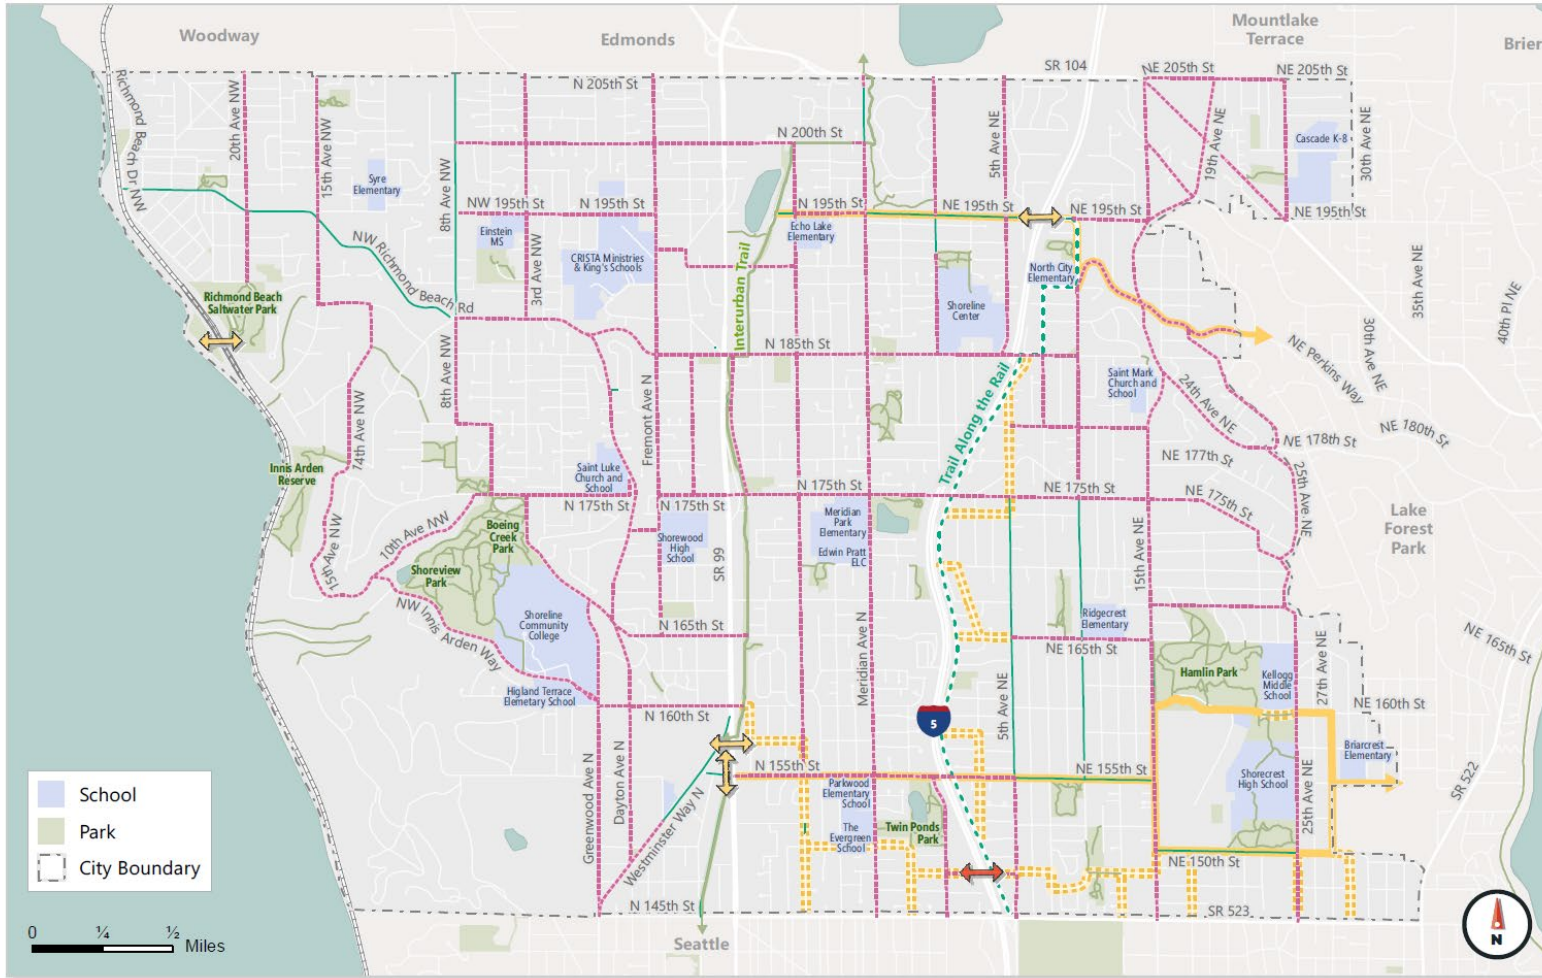 Woodway
Edmonds
Mountlake
Terrace
Brier
SR 104
NE 205th St
NE 205th St
N 205th St
Richmond Beach Dr NW
20th Ave NW
15th Ave NW
8th Ave NW
N 200th St
5th Ave NE
19th Ave NE
Cascade K-8
30th Ave NE
Syre
Elementary
NW 195th St
N 195th St
N 195th St
NE 195th St
NE 195th St
NE 195th St
Echo Lake
Elementary
Einstein
MS
3rd Ave NW
CRISTA Ministries
& King's Schools
NW Richmond Beach Rd
Interurban Trail
North City
Elementary
35th Ave NE
40th Pl NE
Richmond Beach
Saltwater Park
Shoreline
Center
N 185th St
30th Ave NE
NE Perkins Way
8th Ave NW
Fremont Ave N
Trail Along the Rail
Saint Mark
Church and
School
24th Ave NE
14th Ave NW
NE 178th St
NE 180th St
NE 177th St
Innis Arden
Reserve
Saint Luke
Church and
School
N 175th St
NE 175th St
NE 175th St
25th Ave NE
N 175th St
N 175th St
Lake
Forest
Park
15th Ave NW
10th Ave NW
Boeing
Creek
Park
Shorewood
High
School
SR 99
Meridian
Park
Elementary
Edwin Pratt
ELC
15th Ave NE
Shoreview
Park
NW Innis Arden Way
Shoreline
Community
College
N 165th St
Meridian Ave N
Ridgecrest
Elementary
NE 165th St
NE 165th St
Hamlin Park
Kellogg
Middle
School
27th Ave NE
Higland Terrace
Elemetary School
N 160th St
5
5th Ave NE
NE 160th St
Greenwood Ave N
Dayton Ave N
Westminster Way N
N 155th St
NE 155th St
Briarcrest
Elementary
Shorecrest
High School
25th Ave NE
SR 522
Parkwood
Elementary
School
The
Evergreen
School
Twin Ponds
Park
NE 150th St
N 145th St
SR 523
Seattle
School
Park
City Boundary
0 ¼ ½ Miles
N